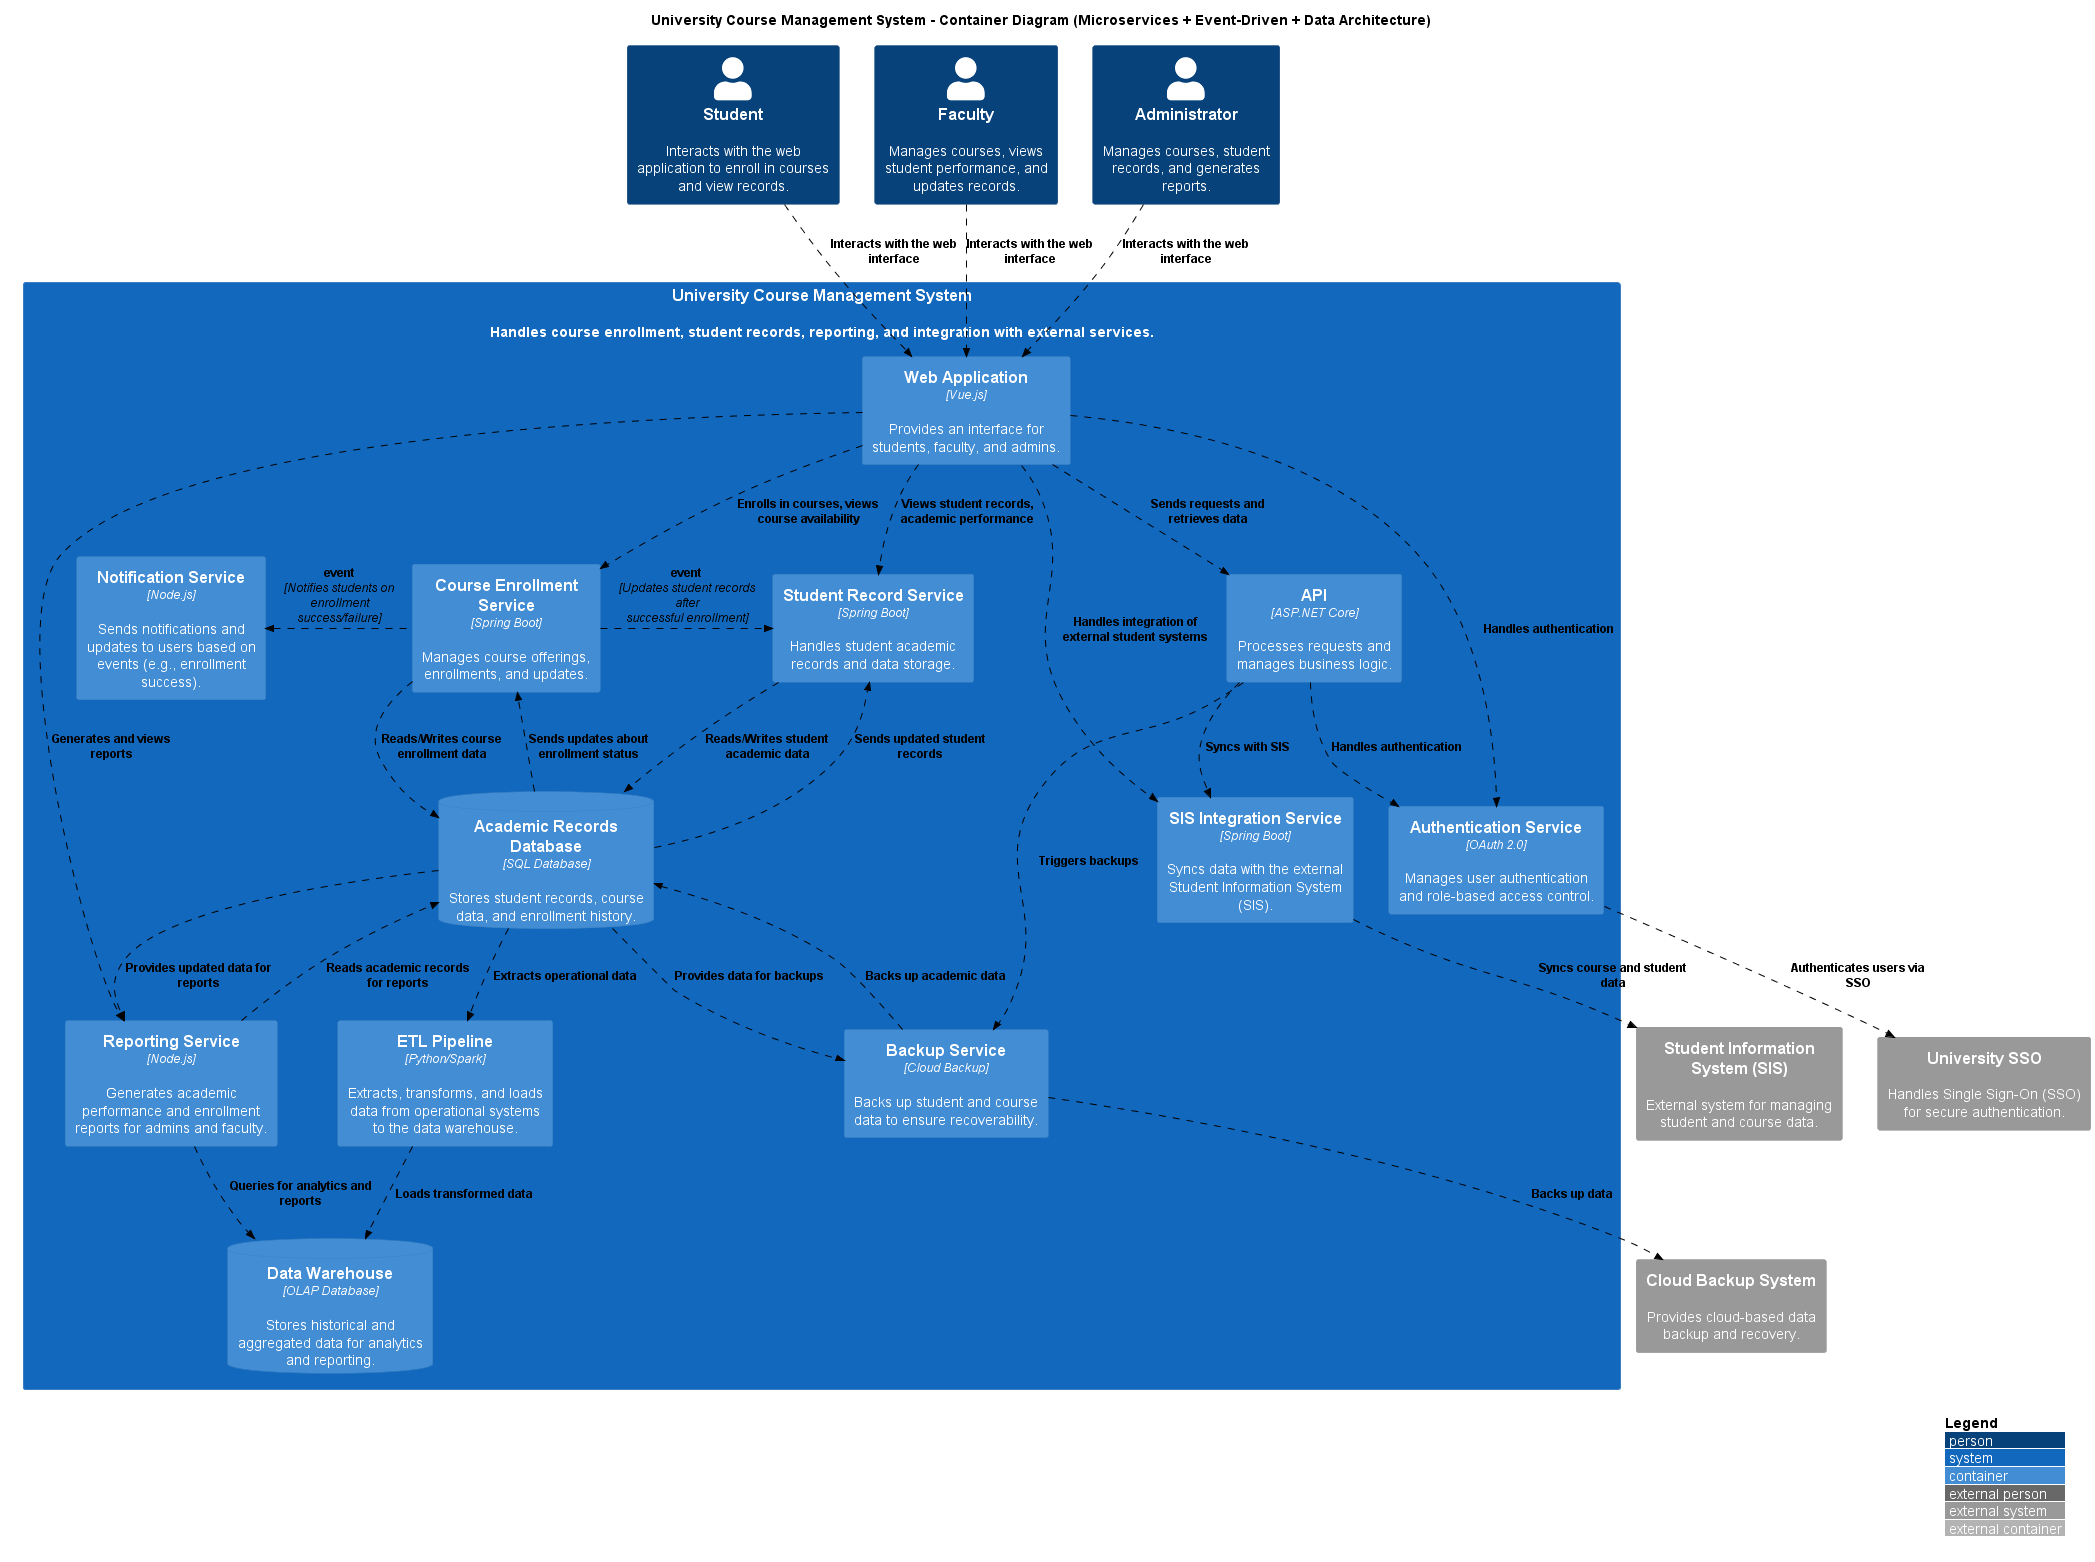 University Course Management System - Container Diagram (Microservices + Event-Driven + Data Architecture)
Student
Interacts with the web
application to enroll in courses
and view records.
Faculty
Manages courses, views
student performance, and
updates records.
Administrator
Manages courses, student
records, and generates
reports.
Interacts with the web
interface
Interacts with the web
interface
Interacts with the web
interface
University Course Management System
Handles course enrollment, student records, reporting, and integration with external services.
Web Application
[Vue.js]
Provides an interface for
students, faculty, and admins.
Enrolls in courses, views
course availability
Views student records,
academic performance
Sends requests and
retrieves data
Notification Service
[Node.js]
Sends notifications and
updates to users based on
events (e.g., enrollment
success).
event
[Notifies students on
enrollment
success/failure]
Course Enrollment
Service
[Spring Boot]
Manages course offerings,
enrollments, and updates.
event
[Updates student records
after
successful enrollment]
Student Record Service
[Spring Boot]
Handles student academic
records and data storage.
Handles integration of
external student systems
API
[ASP.NET Core]
Processes requests and
manages business logic.
Handles authentication
Generates and views
reports
Reads/Writes course
enrollment data
Sends updates about
enrollment status
Reads/Writes student
academic data
Sends updated student
records
Syncs with SIS
Handles authentication
Academic Records
Database
[SQL Database]
Stores student records, course
data, and enrollment history.
Triggers backups
SIS Integration Service
[Spring Boot]
Syncs data with the external
Student Information System
(SIS).
Authentication Service
[OAuth 2.0]
Manages user authentication
and role-based access control.
Provides updated data for
reports
Reads academic records
for reports
Extracts operational data
Provides data for backups
Backs up academic data
Syncs course and student
data
Authenticates users via
SSO
Reporting Service
[Node.js]
Generates academic
performance and enrollment
reports for admins and faculty.
ETL Pipeline
[Python/Spark]
Extracts, transforms, and loads
data from operational systems
to the data warehouse.
Backup Service
[Cloud Backup]
Backs up student and course
data to ensure recoverability.
Student Information
System (SIS)
External system for managing
student and course data.
University SSO
Handles Single Sign-On (SSO)
for secure authentication.
Queries for analytics and
reports
Loads transformed data
Backs up data
Data Warehouse
[OLAP Database]
Stores historical and
aggregated data for analytics
and reporting.
Cloud Backup System
Provides cloud-based data
backup and recovery.
Legend
person
system
container
external person
external system
external container